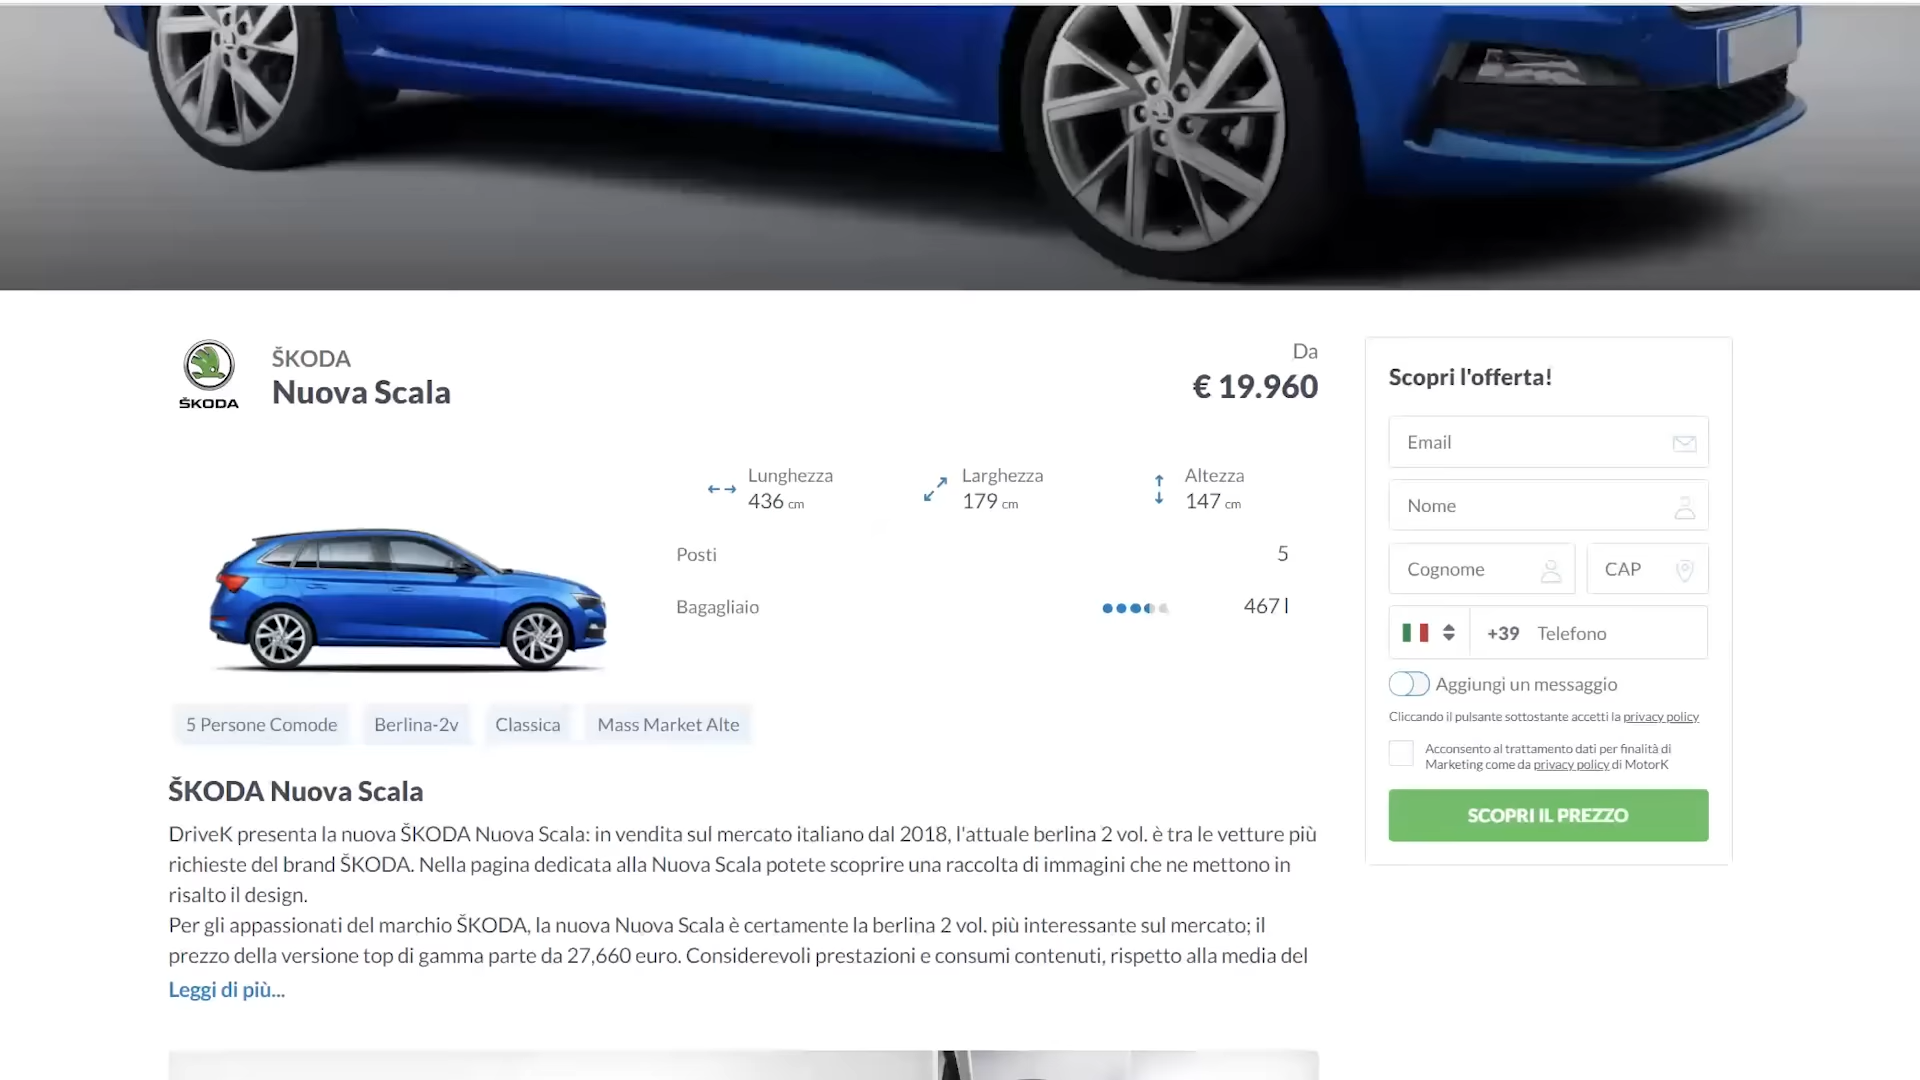 ŠKODA
ŠKODA
Nuova Scala
Da
€ 19.960
Lunghezza
436 cm
Larghezza
179 cm
Altezza
147 cm
Posti
5
Bagagliaio
467 l
5 Persone Comode
Berlina-2v
Classica
Mass Market Alte
ŠKODA Nuova Scala
DriveK presenta la nuova ŠKODA Nuova Scala: in vendita sul mercato italiano dal 2018, l'attuale berlina 2 vol. è tra le vetture più
richieste del brand ŠKODA. Nella pagina dedicata alla Nuova Scala potete scoprire una raccolta di immagini che ne mettono in
risalto il design.
Per gli appassionati del marchio ŠKODA, la nuova Nuova Scala è certamente la berlina 2 vol. più interessante sul mercato; il
prezzo della versione top di gamma parte da 27,660 euro. Considerevoli prestazioni e consumi contenuti, rispetto alla media del
Leggi di più...
Scopri l'offerta!
Email
Nome
Cognome
CAP
+39 Telefono
Aggiungi un messaggio
Cliccando il pulsante sottostante accetti la privacy policy
Acconsento al trattamento dati per finalità di
Marketing come da privacy policy di MotorK
SCOPRI IL PREZZO